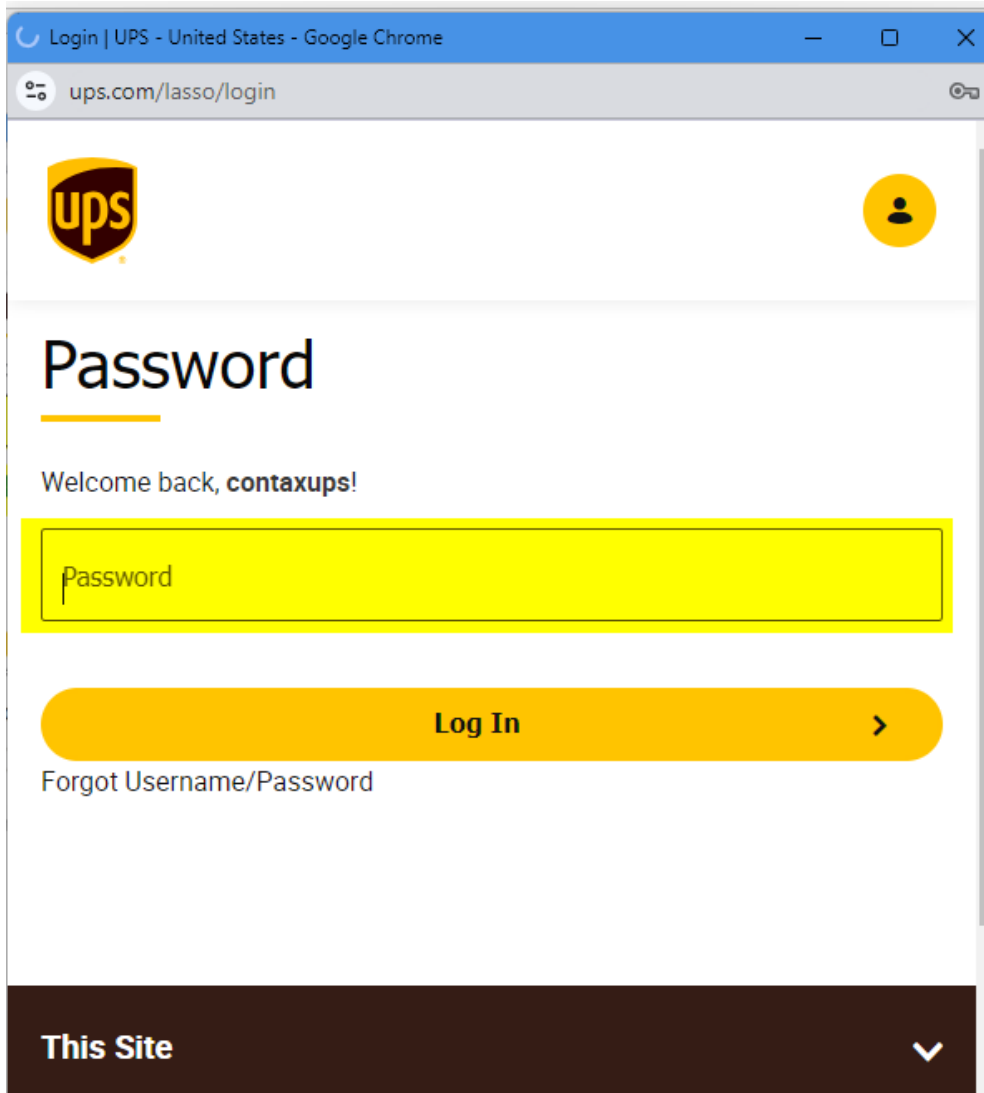 Login | UPS - United States - Google Chrome
ups.com/lasso/login
ups
Password
Welcome back, contaxups!
Password
Log In
Forgot Username/Password
This Site